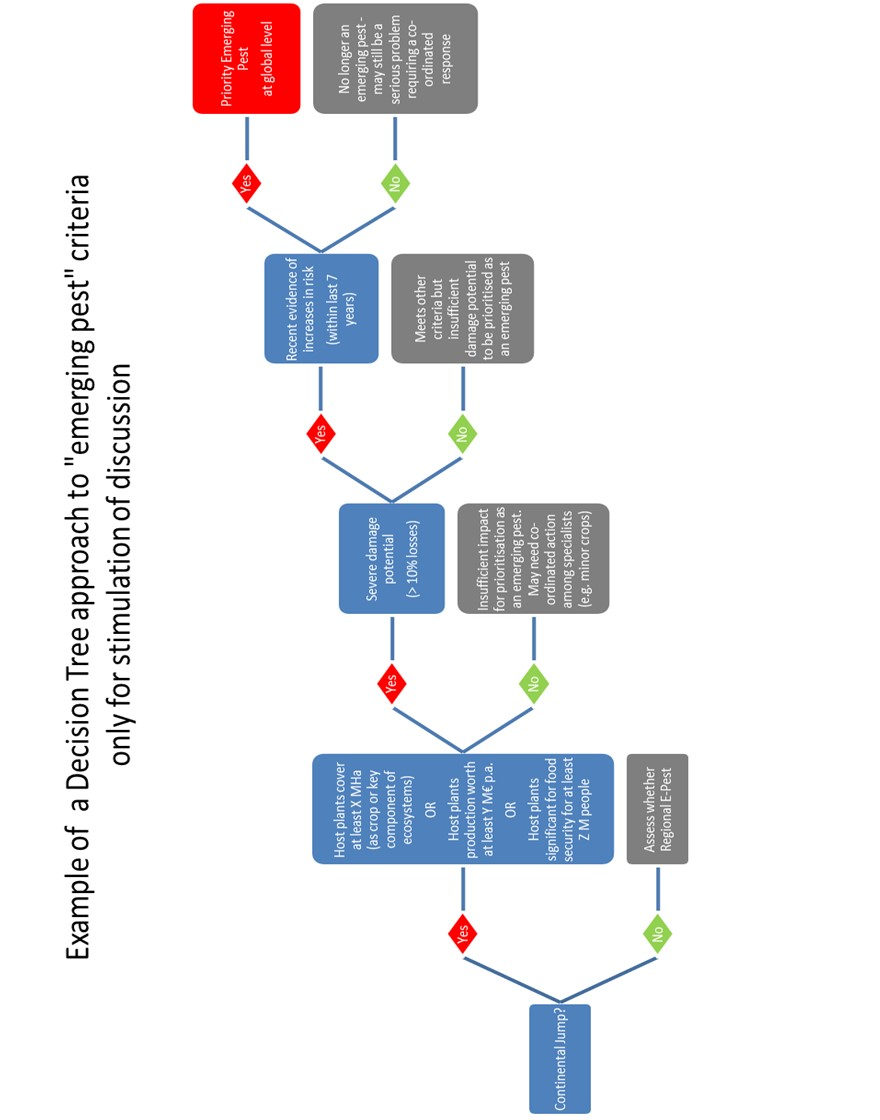 Example of  a Decision Tree approach to "emerging pest" criteria
only for stimulation of discussion
Continental Jump?
Yes
No
Host plants cover
at least X MHa
(as crop or key
component of
ecosystems)
OR
Host plants
production worth
at least Y M€ p.a.
OR
Host plants
significant for food
security for at least
Z M people
Assess whether
Regional E-Pest
Yes
No
Severe damage
potential
(> 10% losses)
Insufficient impact
for prioritisation as
an emerging pest.
May need co-
ordinated action
among specialists
(e.g. minor crops)
Yes
No
Recent evidence of
increases in risk
(within last 7
years)
Meets other
criteria but
insufficient
damage potential
to be prioritised as
an emerging pest
Yes
No
Priority Emerging
Pest
at global level
No longer an
emerging pest -
may still be a
serious problem
requiring a co-
ordinated
response